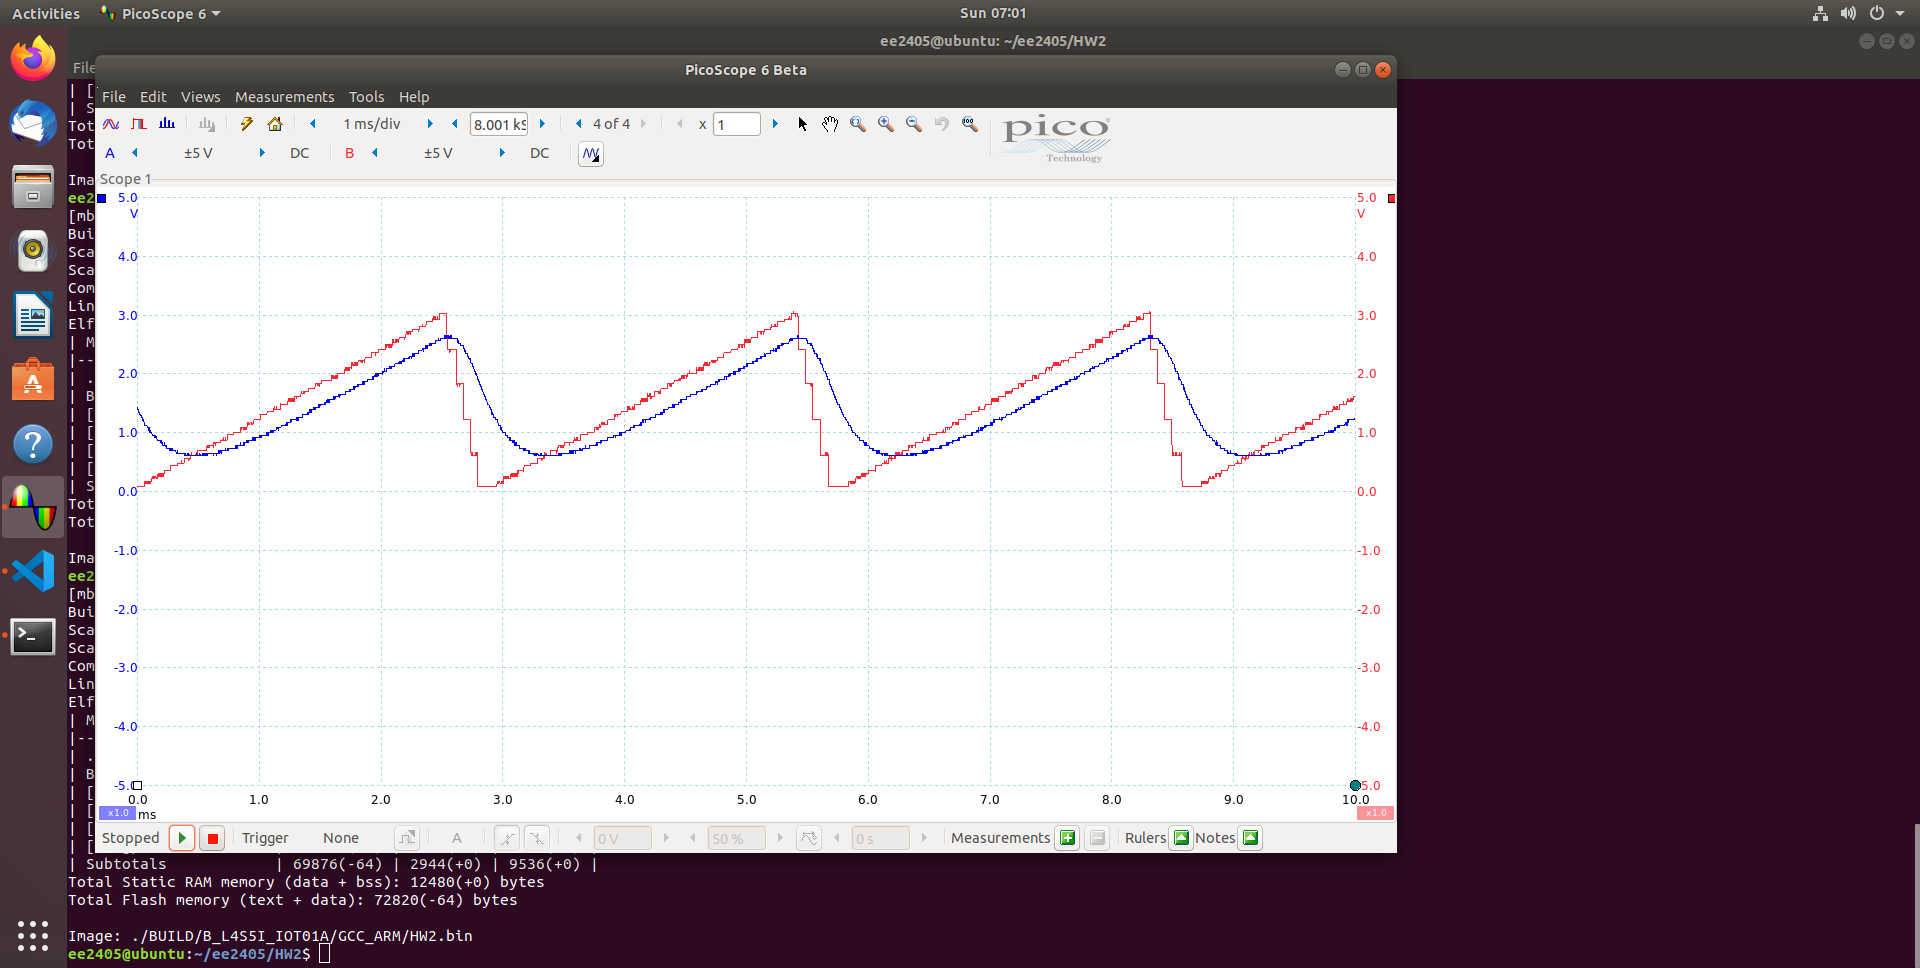 Activities PicoScope 6 Sun 07:01
ee2405@ubuntu: ~/ee2405/HW2
File
PicoScope 6 Beta
File Edit Views Measurements Tools Help
1 ms/div 8.001 kS 4 of 4 x 1
A ±5 V DC B ±5 V DC
pico
Technology
Scope 1
5.0 5.0
V V
4.0 4.0
3.0 3.0
2.0 2.0
1.0 1.0
0.0 0.0
-1.0 -1.0
-2.0 -2.0
-3.0 -3.0
-4.0 -4.0
-5.0 5.0
0.0 1.0 2.0 3.0 4.0 5.0 6.0 7.0 8.0 9.0 10.0
x1.0 ms x1.0
Stopped Trigger None A 0 V 50 % 0 s Measurements Rulers Notes
| [
| S
Tot
Tot
Ima
ee2
[mb
Bui
Sca
Sca
Com
Lin
Elf
| M
|--
| .
| B
| [
| [
| [
| [
| S
Tot
Tot
Ima
ee2
[mb
Bui
Sca
Sca
Com
Lin
Elf
| M
|--
| .
| B
| [
| [
| [
| [
| Subtotals | 69876(-64) | 2944(+0) | 9536(+0) |
Total Static RAM memory (data + bss): 12480(+0) bytes
Total Flash memory (text + data): 72820(-64) bytes
Image: ./BUILD/B_L4S5I_IOT01A/GCC_ARM/HW2.bin
ee2405@ubuntu:~/ee2405/HW2$